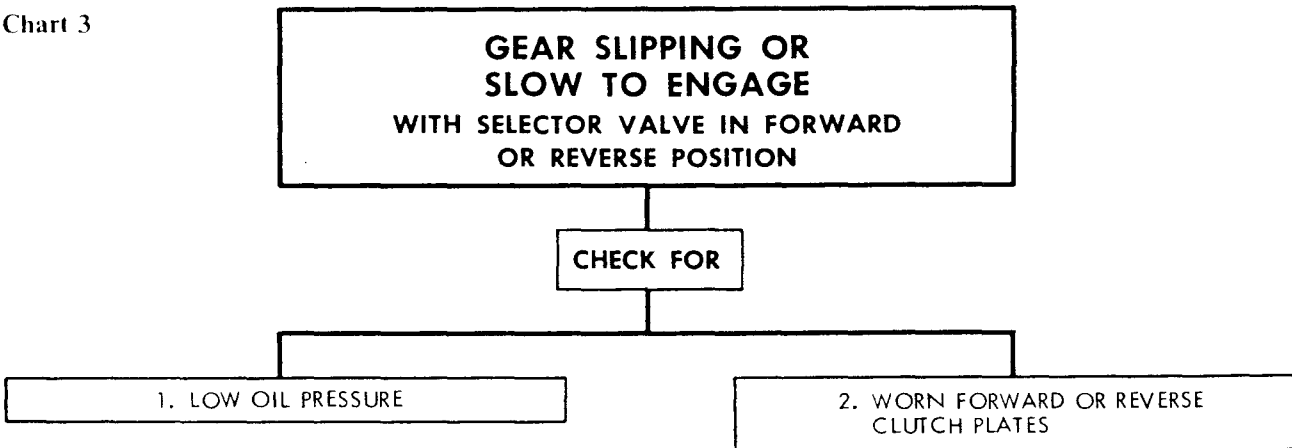 Chart 3
GEAR SLIPPING OR
SLOW TO ENGAGE
WITH SELECTOR VALVE IN FORWARD
OR REVERSE POSITION
CHECK FOR
1. LOW OIL PRESSURE
2. WORN FORWARD OR REVERSE
CLUTCH PLATES